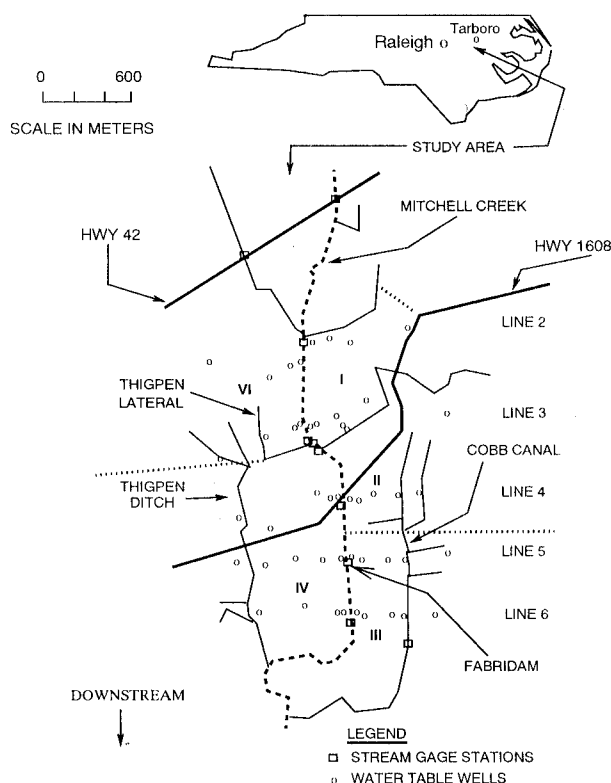 Tarboro
Raleigh
0 600
SCALE IN METERS
STUDY AREA
MITCHELL CREEK
HWY 42
HWY 1608
LINE 2
THIGPEN
LATERAL
VI
I
LINE 3
COBB CANAL
THIGPEN
DITCH
II
LINE 4
LINE 5
IV
LINE 6
III
FABRIDAM
DOWNSTREAM
LEGEND
STREAM GAGE STATIONS
WATER TABLE WELLS